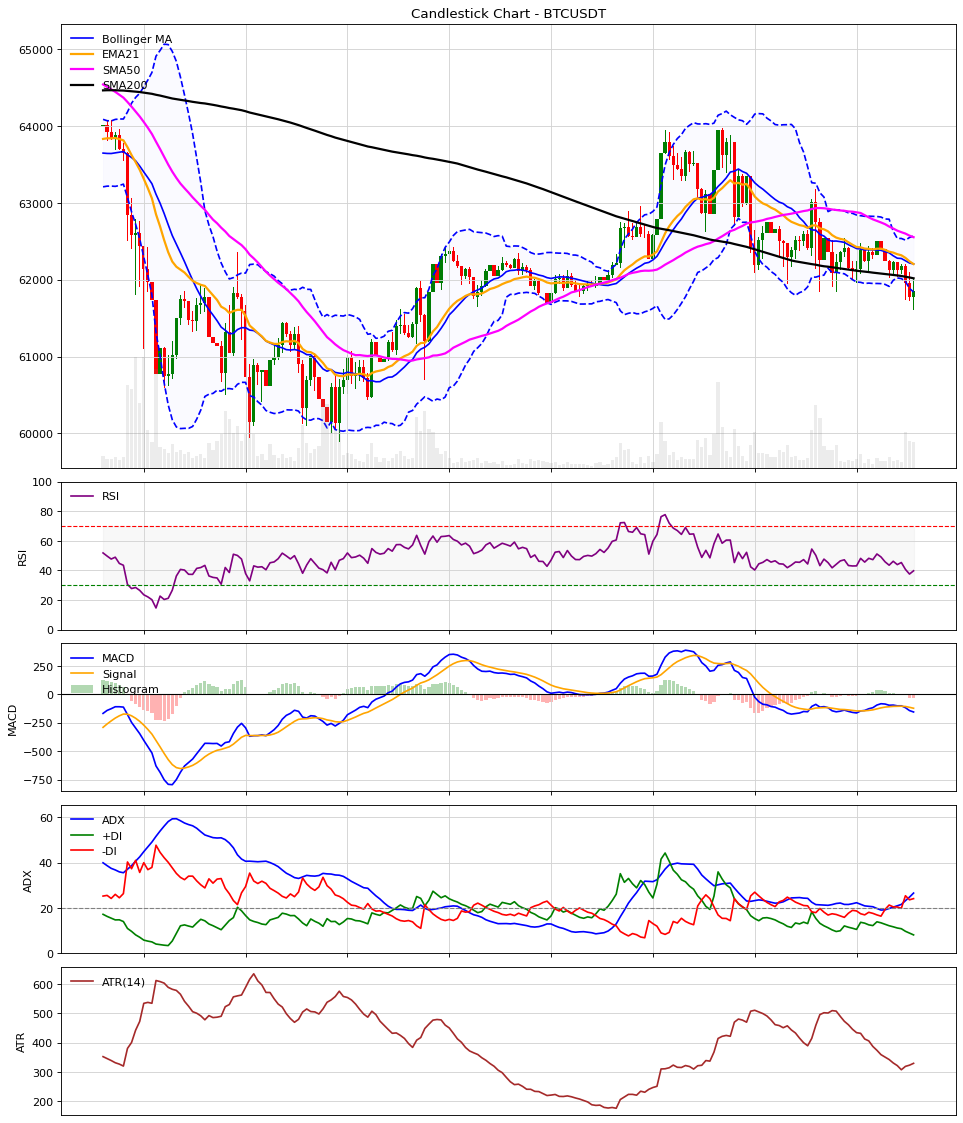 Candlestick Chart - BTCUSDT
Bollinger MA
EMA21
SMA50
SMA200
65000
64000
63000
62000
61000
60000
RSI
100
80
60
40
20
0
RSI
MACD
Signal
Histogram
250
0
−250
−500
−750
MACD
ADX
+DI
-DI
60
40
20
0
ADX
ATR(14)
600
500
400
300
200
ATR